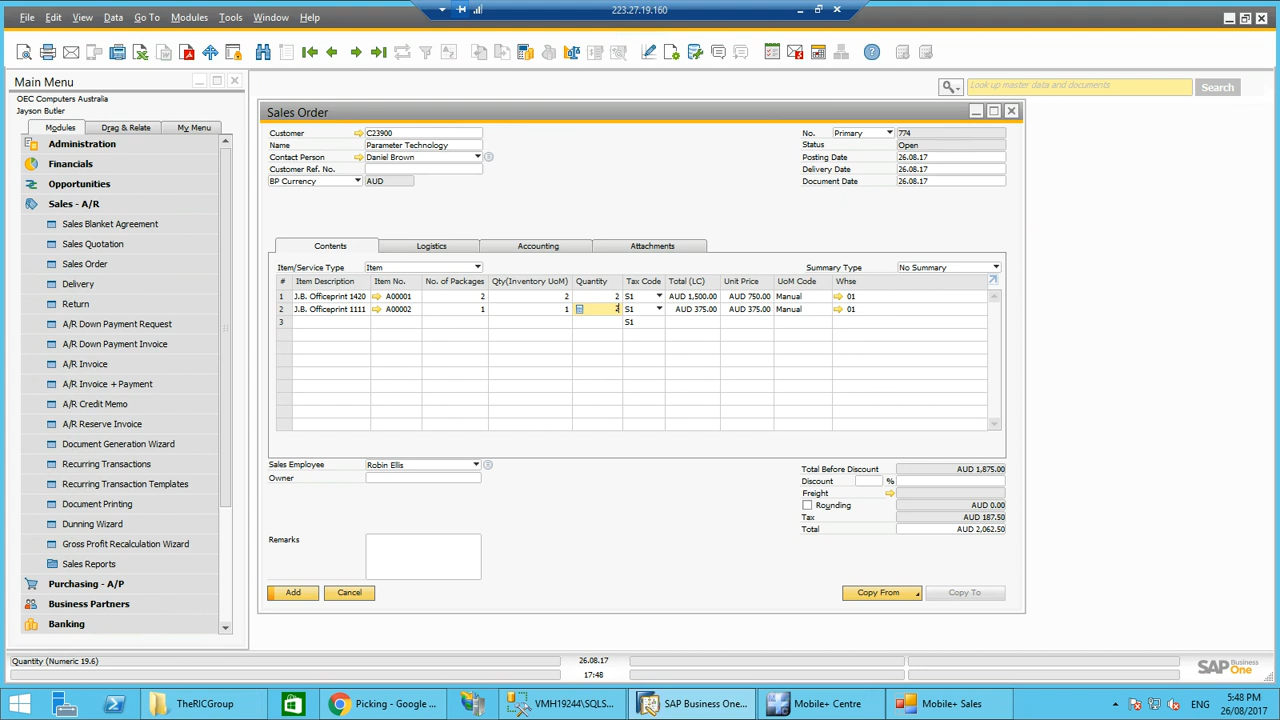 223.27.19.160
File Edit View Data Go To Modules Tools Window Help
Main Menu
OEC Computers Australia
Jayson Butler
Modules Drag & Relate My Menu
Administration
Financials
Opportunities
Sales - A/R
Sales Blanket Agreement
Sales Quotation
Sales Order
Delivery
Return
A/R Down Payment Request
A/R Down Payment Invoice
A/R Invoice
A/R Invoice + Payment
A/R Credit Memo
A/R Reserve Invoice
Document Generation Wizard
Recurring Transactions
Recurring Transaction Templates
Document Printing
Dunning Wizard
Gross Profit Recalculation Wizard
Sales Reports
Purchasing - A/P
Business Partners
Banking
Look up master data and documents Search
Sales Order
Customer C23900
Name Parameter Technology
Contact Person Daniel Brown
Customer Ref. No.
BP Currency AUD
No. Primary 774
Status Open
Posting Date 26.08.17
Delivery Date 26.08.17
Document Date 26.08.17
Contents Logistics Accounting Attachments
Item/Service Type Item Summary Type No Summary
# Item Description Item No. No. of Packages Qty(Inventory UoM) Quantity Tax Code Total (LC) Unit Price UoM Code Whse
1 J.B. Officeprint 1420 A00001 2 2 2 S1 AUD 1,500.00 AUD 750.00 Manual 01
2 J.B. Officeprint 1111 A00002 1 1 2 S1 AUD 375.00 AUD 375.00 Manual 01
3 S1
Sales Employee Robin Ellis
Owner
Total Before Discount AUD 1,875.00
Discount %
Freight
Rounding AUD 0.00
Tax AUD 187.50
Total AUD 2,062.50
Remarks
Add Cancel Copy From Copy To
Quantity (Numeric 19.6) 26.08.17
17:48
SAP Business One
TheRICGroup Picking - Google ... VMH19244\SQLS... SAP Business One... Mobile+ Centre Mobile+ Sales ENG 5:48 PM
26/08/2017